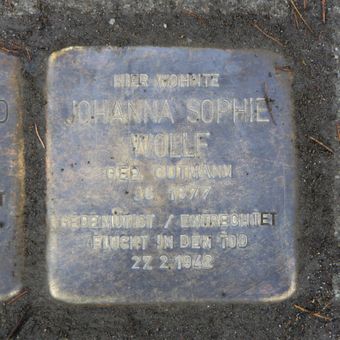 HIER WOHNTE
JOHANNA SOPHIE
WOLFF
GEB. GUTMANN
JG. 1877
GEDEMÜTIGT / ENTRECHTET
FLUCHT IN DEN TOD
27.2.1942